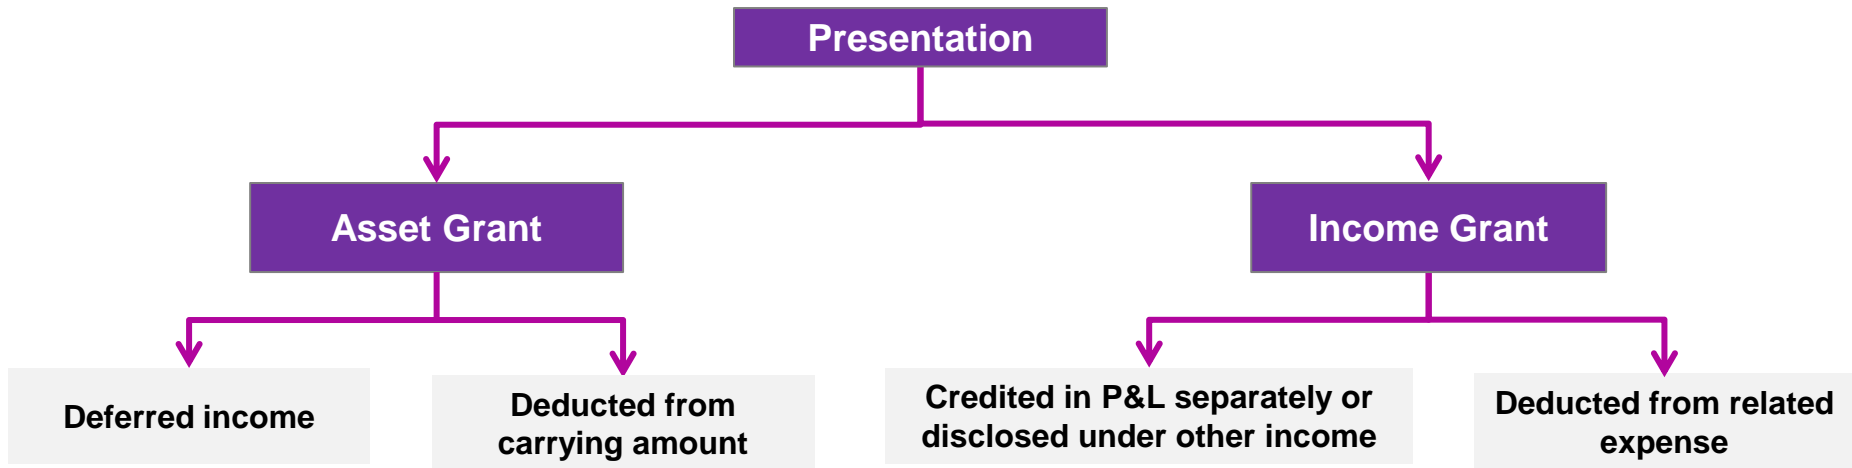 Presentation
Asset Grant
Income Grant
Deferred income
Deducted from
carrying amount
Credited in P&L separately or
disclosed under other income
Deducted from related
expense